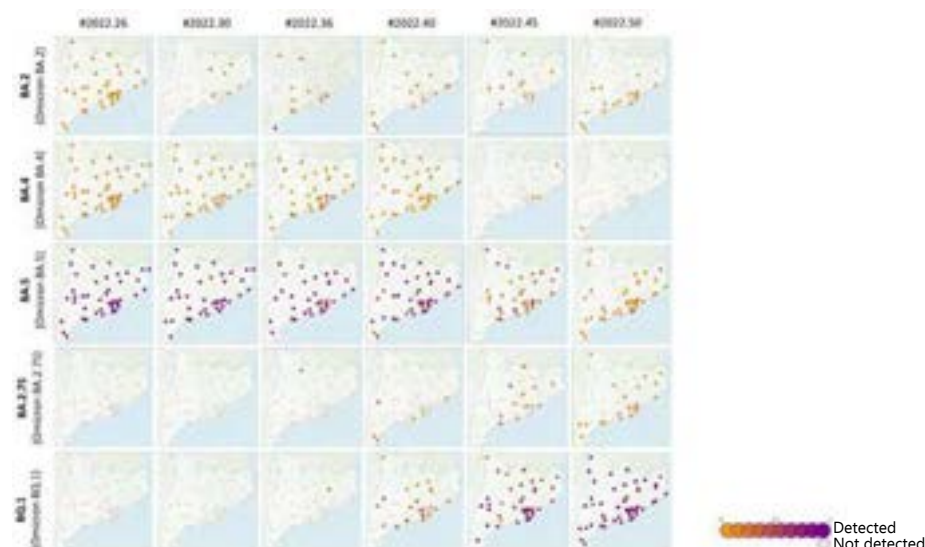 #2022.26 #2022.30 #2022.36 #2022.40 #2022.45 #2022.50
BA.2
(Omicron BA.2)
BA.4
(Omicron BA.4)
BA.5
(Omicron BA.5)
BA.2.75
(Omicron BA.2.75)
BQ.1
(Omicron BQ.1)
Detected
Not detected